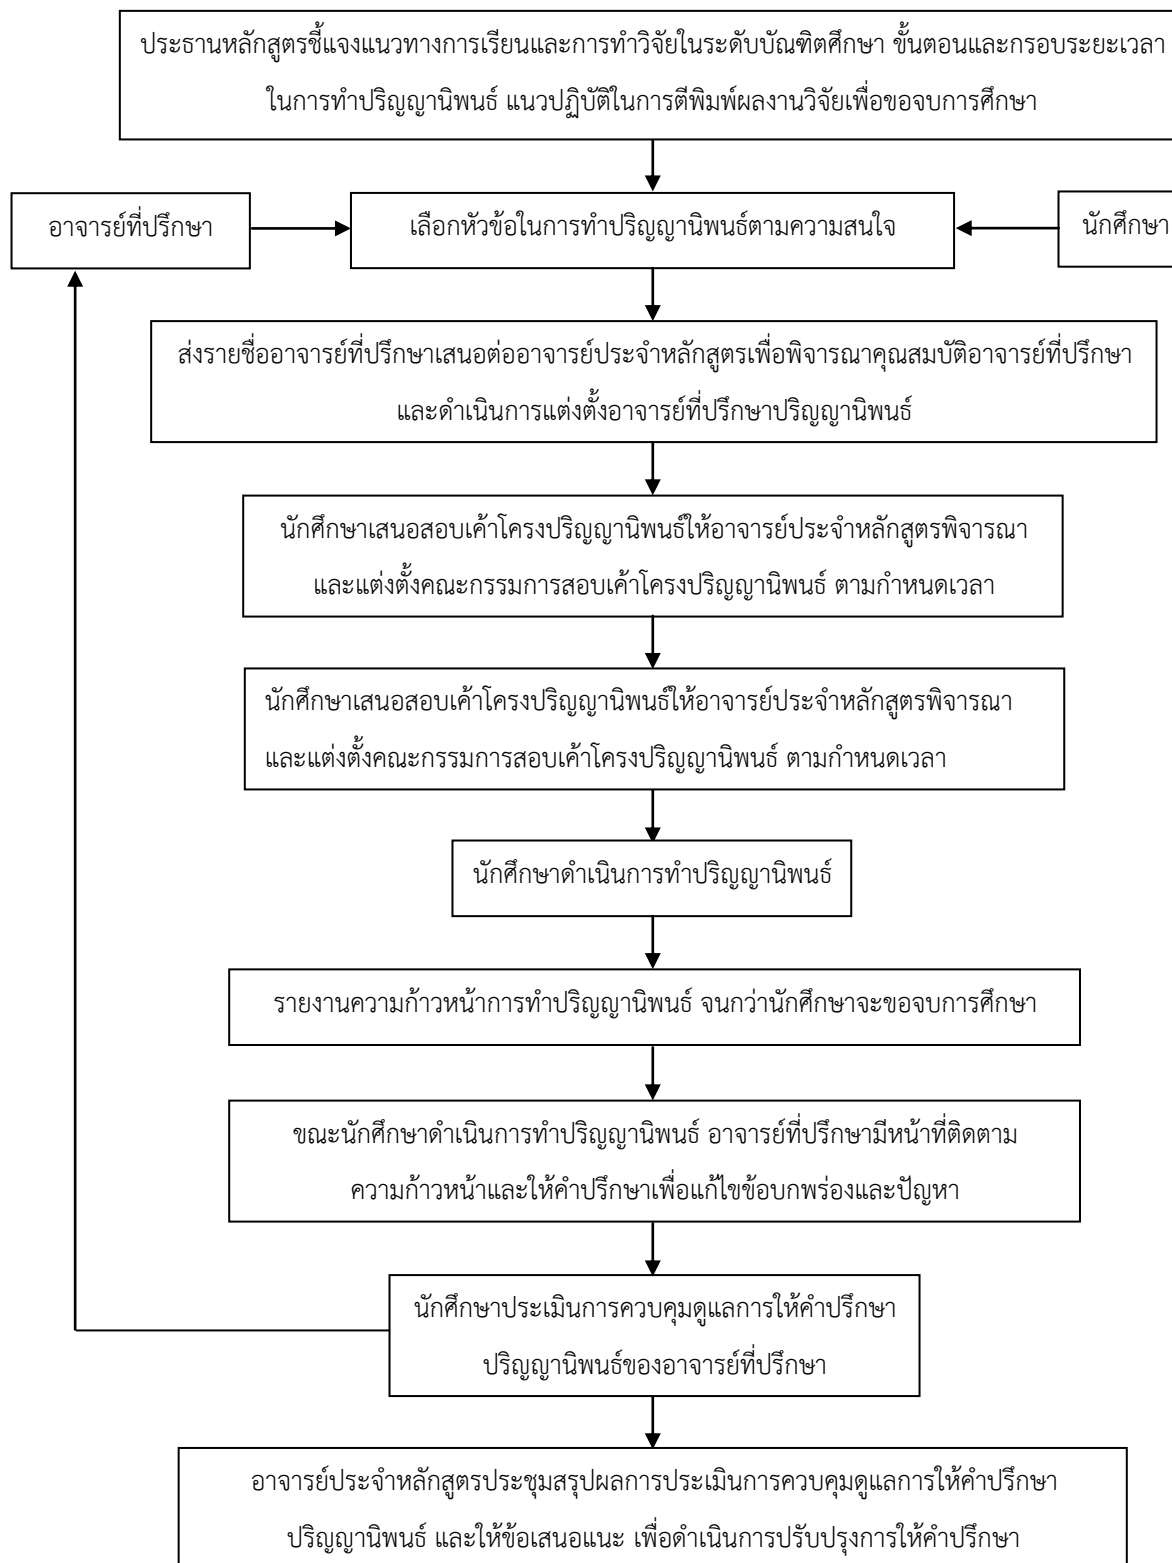 ประธานหลักสูตรชี้แจงแนวทางการเรียนและการทำวิจัยในระดับบัณฑิตศึกษา ขั้นตอนและกรอบระยะเวลา
ในการทำปริญญานิพนธ์ แนวปฏิบัติในการตีพิมพ์ผลงานวิจัยเพื่อขอจบการศึกษา
อาจารย์ที่ปรึกษา
เลือกหัวข้อในการทำปริญญานิพนธ์ตามความสนใจ
นักศึกษา
ส่งรายชื่ออาจารย์ที่ปรึกษาเสนอต่ออาจารย์ประจำหลักสูตรเพื่อพิจารณาคุณสมบัติอาจารย์ที่ปรึกษา
และดำเนินการแต่งตั้งอาจารย์ที่ปรึกษาปริญญานิพนธ์
นักศึกษาเสนอสอบเค้าโครงปริญญานิพนธ์ให้อาจารย์ประจำหลักสูตรพิจารณา
และแต่งตั้งคณะกรรมการสอบเค้าโครงปริญญานิพนธ์ ตามกำหนดเวลา
นักศึกษาเสนอสอบเค้าโครงปริญญานิพนธ์ให้อาจารย์ประจำหลักสูตรพิจารณา
และแต่งตั้งคณะกรรมการสอบเค้าโครงปริญญานิพนธ์ ตามกำหนดเวลา
นักศึกษาดำเนินการทำปริญญานิพนธ์
รายงานความก้าวหน้าการทำปริญญานิพนธ์ จนกว่านักศึกษาจะขอจบการศึกษา
ขณะนักศึกษาดำเนินการทำปริญญานิพนธ์ อาจารย์ที่ปรึกษามีหน้าที่ติดตาม
ความก้าวหน้าและให้คำปรึกษาเพื่อแก้ไขข้อบกพร่องและปัญหา
นักศึกษาประเมินการควบคุมดูแลการให้คำปรึกษา
ปริญญานิพนธ์ของอาจารย์ที่ปรึกษา
อาจารย์ประจำหลักสูตรประชุมสรุปผลการประเมินการควบคุมดูแลการให้คำปรึกษา
ปริญญานิพนธ์ และให้ข้อเสนอแนะ เพื่อดำเนินการปรับปรุงการให้คำปรึกษา